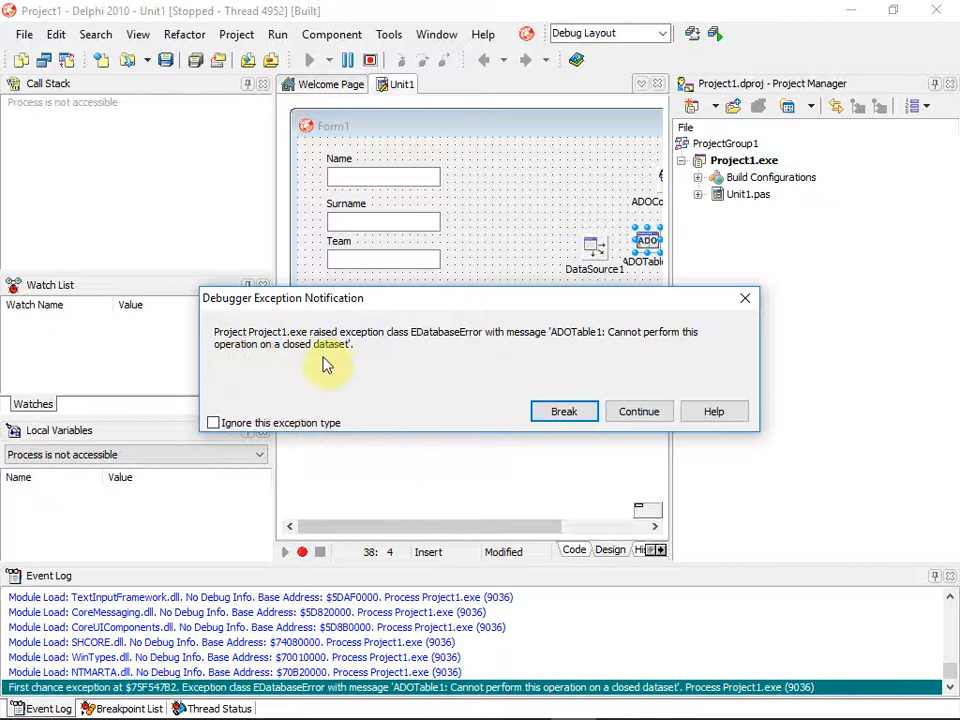 Project1 - Delphi 2010 - Unit1 [Stopped - Thread 4952] [Built]
File Edit Search View Refactor Project Run Component Tools Window Help
Debug Layout
Call Stack
Process is not accessible
Welcome Page
Unit1
Project1.dproj - Project Manager
File
ProjectGroup1
Project1.exe
Build Configurations
Unit1.pas
Form1
Name
Surname
Team
ADOCo
ADO
DataSource1
ADOTable
Watch List
Watch Name Value
Watches
Debugger Exception Notification
Project Project1.exe raised exception class EDatabaseError with message 'ADOTable1: Cannot perform this
operation on a closed dataset'.
Break Continue Help
Ignore this exception type
Local Variables
Process is not accessible
Name Value
38: 4 Insert Modified
Code Design His
Event Log
Module Load: TextInputFramework.dll. No Debug Info. Base Address: $5DAF0000. Process Project1.exe (9036)
Module Load: CoreMessaging.dll. No Debug Info. Base Address: $5D820000. Process Project1.exe (9036)
Module Load: CoreUIComponents.dll. No Debug Info. Base Address: $5D8B0000. Process Project1.exe (9036)
Module Load: SHCORE.dll. No Debug Info. Base Address: $74080000. Process Project1.exe (9036)
Module Load: WinTypes.dll. No Debug Info. Base Address: $70010000. Process Project1.exe (9036)
Module Load: NTMARTA.dll. No Debug Info. Base Address: $70B20000. Process Project1.exe (9036)
First chance exception at $75F547B2. Exception class EDatabaseError with message 'ADOTable1: Cannot perform this operation on a closed dataset'. Process Project1.exe (9036)
Event Log Breakpoint List Thread Status